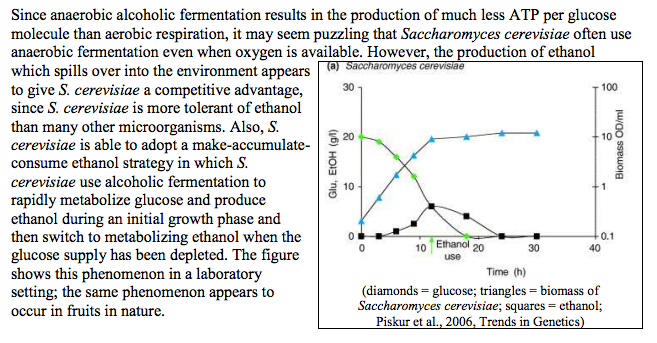 Since anaerobic alcoholic fermentation results in the production of much less ATP per glucose
molecule than aerobic respiration, it may seem puzzling that Saccharomyces cerevisiae often use
anaerobic fermentation even when oxygen is available. However, the production of ethanol
which spills over into the environment appears
to give S. cerevisiae a competitive advantage,
since S. cerevisiae is more tolerant of ethanol
than many other microorganisms. Also, S.
cerevisiae is able to adopt a make-accumulate-
consume ethanol strategy in which S.
cerevisiae use alcoholic fermentation to
rapidly metabolize glucose and produce
ethanol during an initial growth phase and
then switch to metabolizing ethanol when the
glucose supply has been depleted. The figure
shows this phenomenon in a laboratory
setting; the same phenomenon appears to
occur in fruits in nature.
(a) Saccharomyces cerevisiae
30
20
10
0
Glu, EtOH (g/l)
100
10
1
0.1
Biomass OD/ml
0
10
20
30
40
Ethanol
use
Time (h)
(diamonds = glucose; triangles = biomass of
Saccharomyces cerevisiae; squares = ethanol;
Piskur et al., 2006, Trends in Genetics)